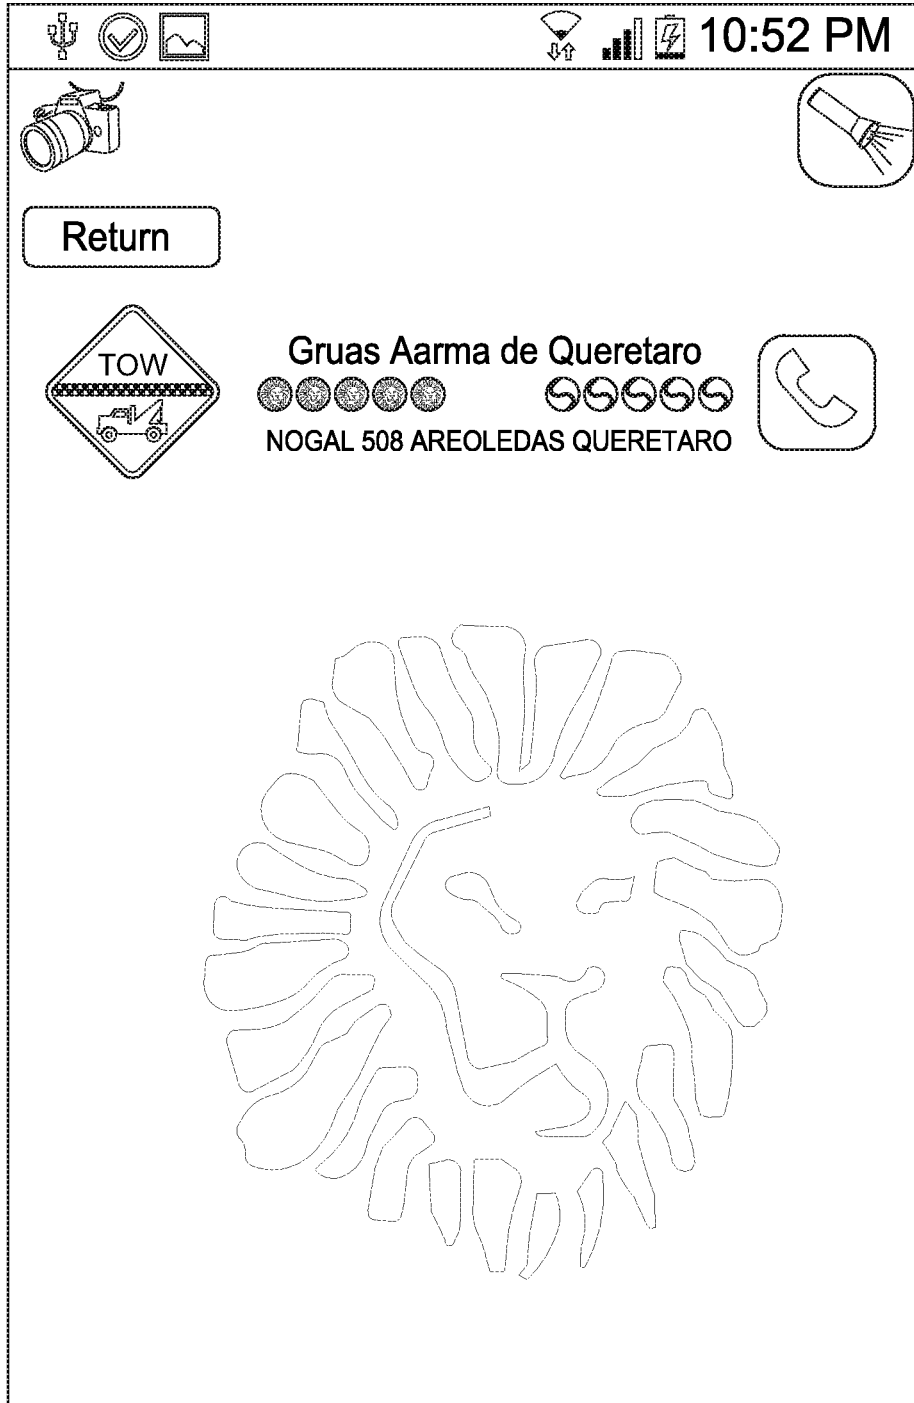 10:52 PM
Return
TOW
Gruas Aarma de Queretaro
NOGAL 508 AREOLEDAS QUERETARO